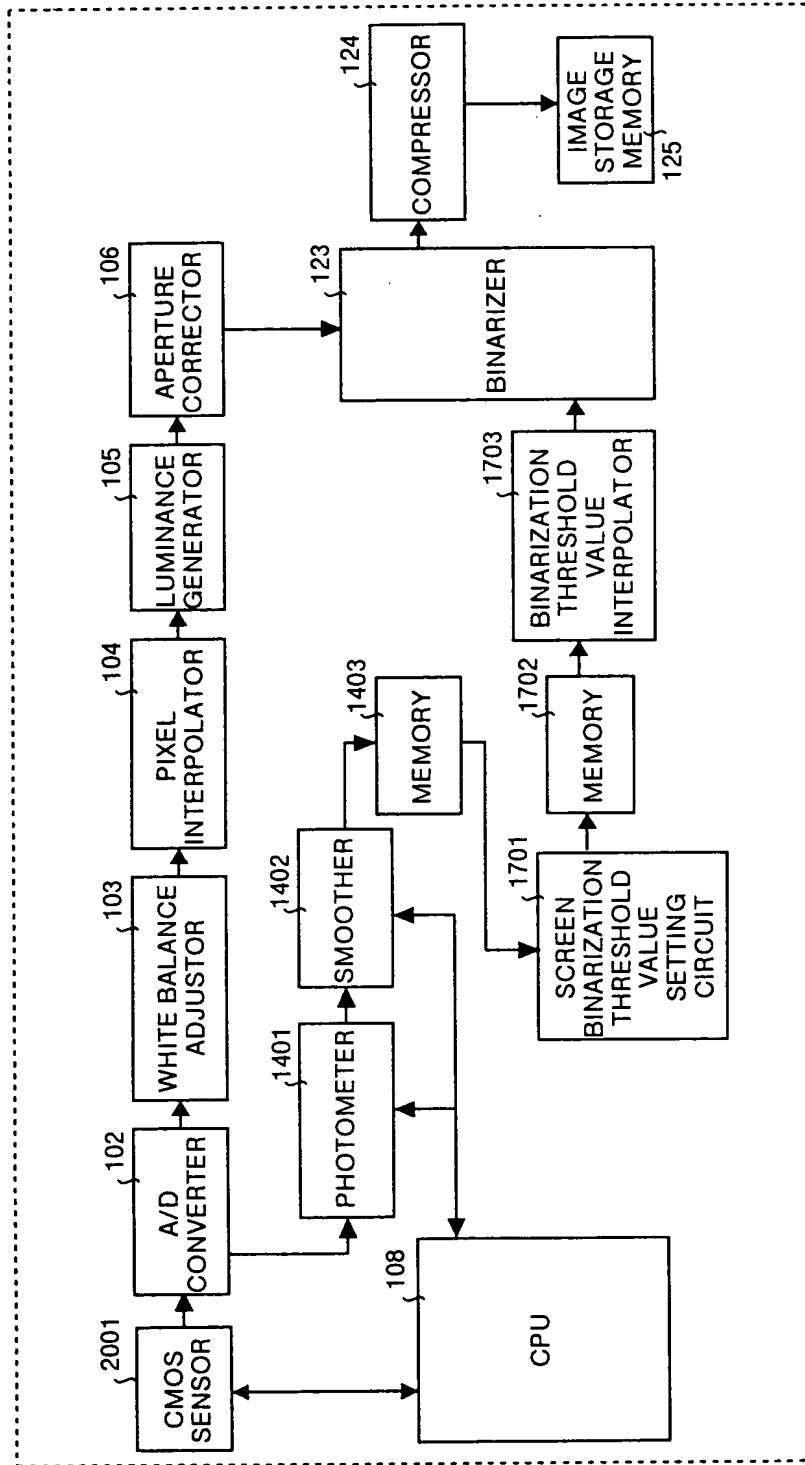 2001
CMOS
SENSOR
102
A/D
CONVERTER
103
WHITE BALANCE
ADJUSTOR
104
PIXEL
INTERPOLATOR
105
LUMINANCE
GENERATOR
106
APERTURE
CORRECTOR
1401
PHOTOMETER
1402
SMOOTHER
1403
MEMORY
108
CPU
1701
SCREEN
BINARIZATION
THRESHOLD
VALUE
SETTING
CIRCUIT
1702
MEMORY
1703
BINARIZATION
THRESHOLD
VALUE
INTERPOLATOR
123
BINARIZER
124
COMPRESSOR
IMAGE
STORAGE
MEMORY
125